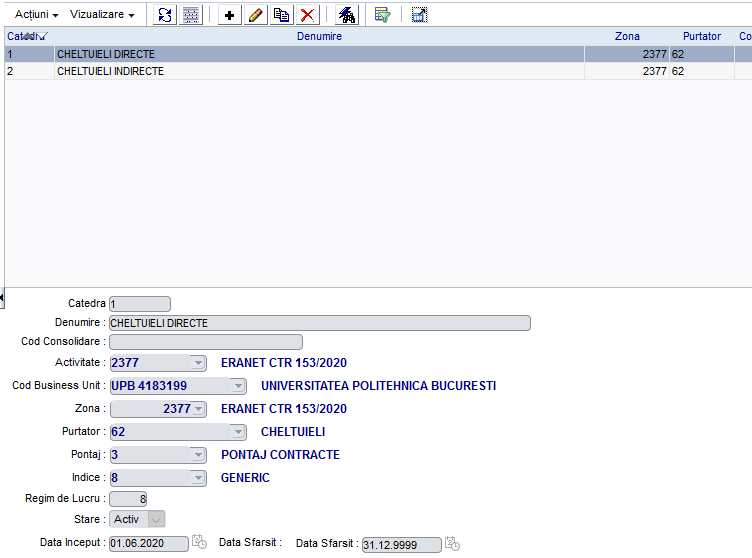 Acțiuni Vizualizare
Denumire Zona Purtator Co
1 CHELTUIELI DIRECTE 2377 62
2 CHELTUIELI INDIRECTE 2377 62
Catedra 1
Denumire : CHELTUIELI DIRECTE
Cod Consolidare :
Activitate : 2377 ERANET CTR 153/2020
Cod Business Unit : UPB 4183199 UNIVERSITATEA POLITEHNICA BUCURESTI
Zona : 2377 ERANET CTR 153/2020
Purtator : 62 CHELTUIELI
Pontaj : 3 PONTAJ CONTRACTE
Indice : 8 GENERIC
Regim de Lucru : 8
Stare : Activ
Data Inceput : 01.06.2020 Data Sfarsit : Data Sfarsit : 31.12.9999